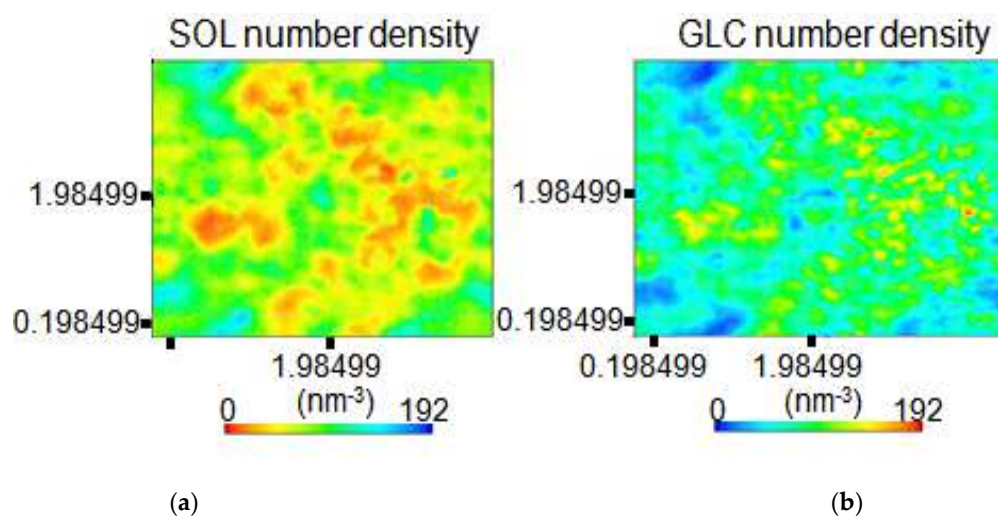 SOL number density
1.98499
0.198499
1.98499
(nm-3)
0 192
(a)
GLC number density
1.98499
0.198499
0.198499 1.98499
(nm-3)
0 192
(b)